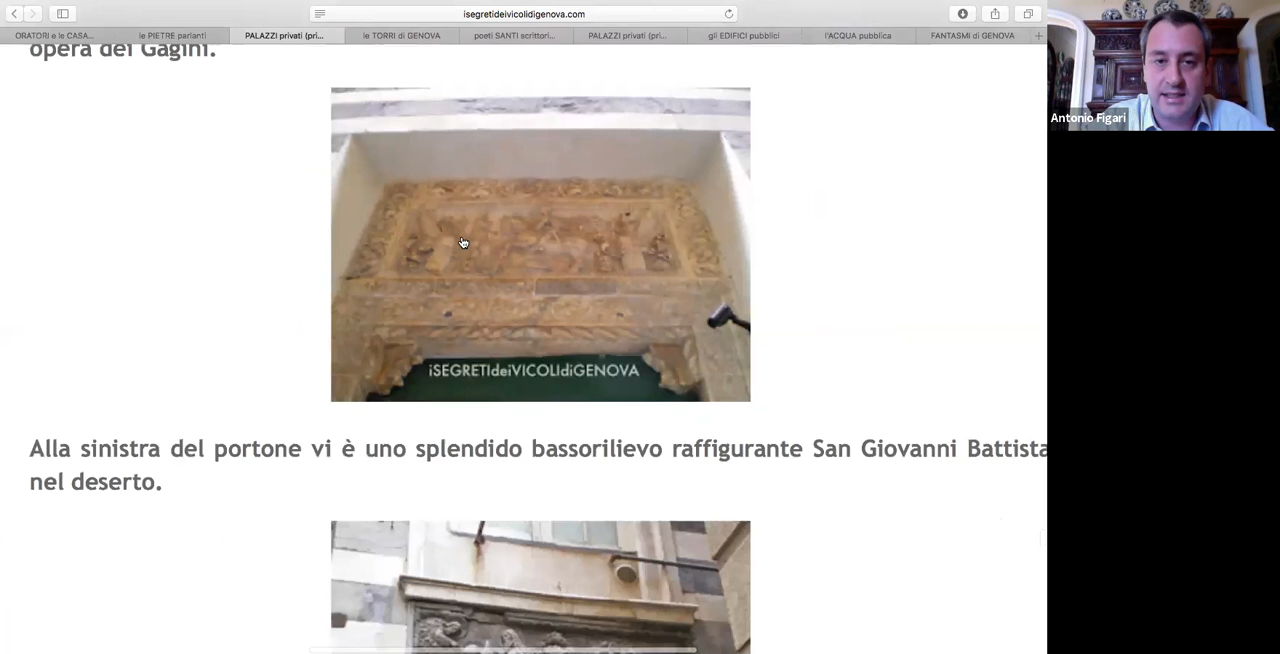 isegretideivicolidigenova.com
ORATORI e le CASA...
le PIETRE parlanti
PALAZZI privati (pri...
le TORRI di GENOVA
poeti SANTI scrittori...
PALAZZI privati (pri...
gli EDIFICI pubblici
l'ACQUA pubblica
FANTASMI di GENOVA
Antonio Figari
opera dei Gagini.
iSEGRETIdeiVICOLIdiGENOVA
Alla sinistra del portone vi è uno splendido bassorilievo raffigurante San Giovanni Battista
nel deserto.